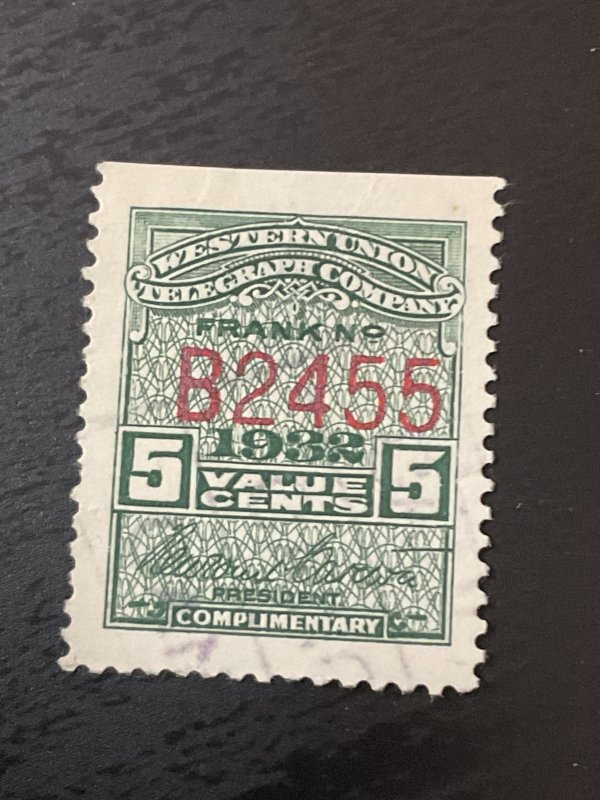 WESTERN UNION
TELEGRAPH COMPANY
FRANK No
B2455
1932
5 VALUE CENTS 5
PRESIDENT
COMPLIMENTARY